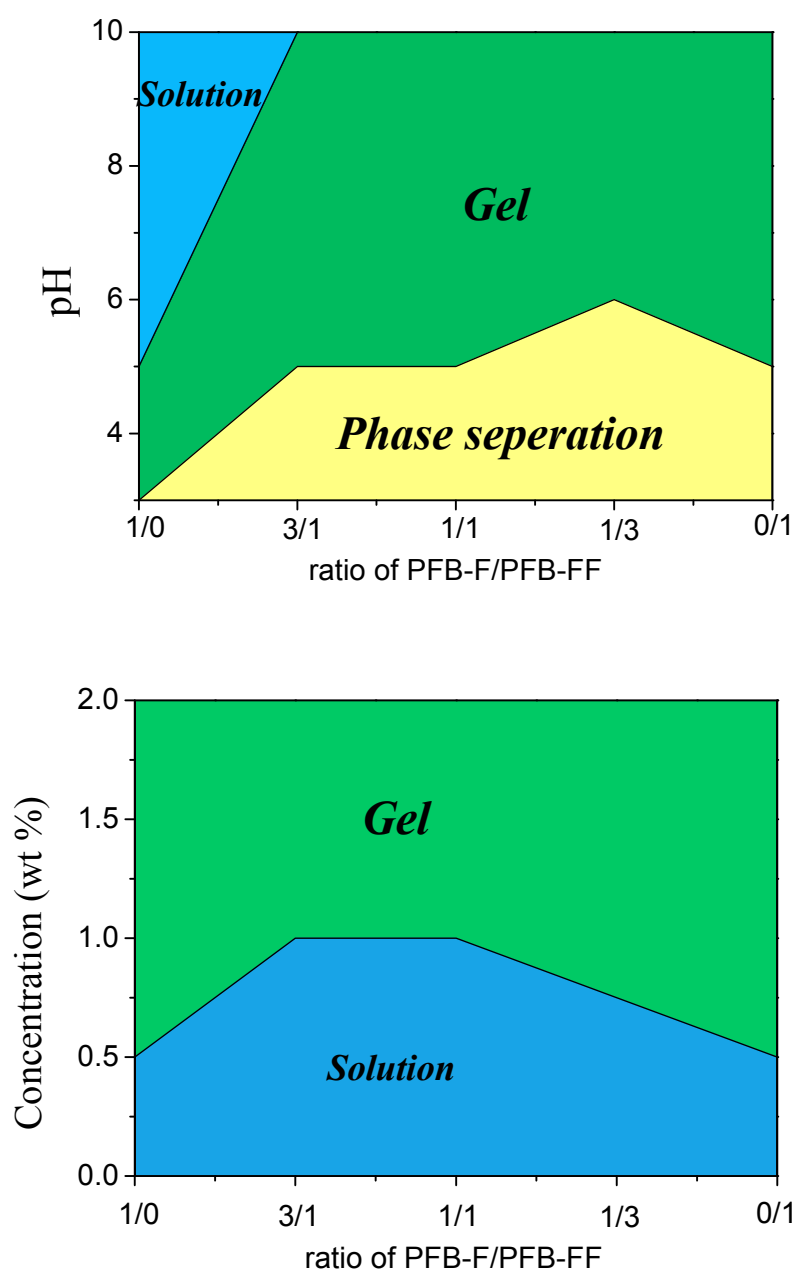 10
Solution
8
Gel
pH
6
4
Phase seperation
1/0 3/1 1/1 1/3 0/1
ratio of PFB-F/PFB-FF
2.0
Concentration (wt %)
1.5
Gel
1.0
0.5
Solution
0.0
1/0 3/1 1/1 1/3 0/1
ratio of PFB-F/PFB-FF